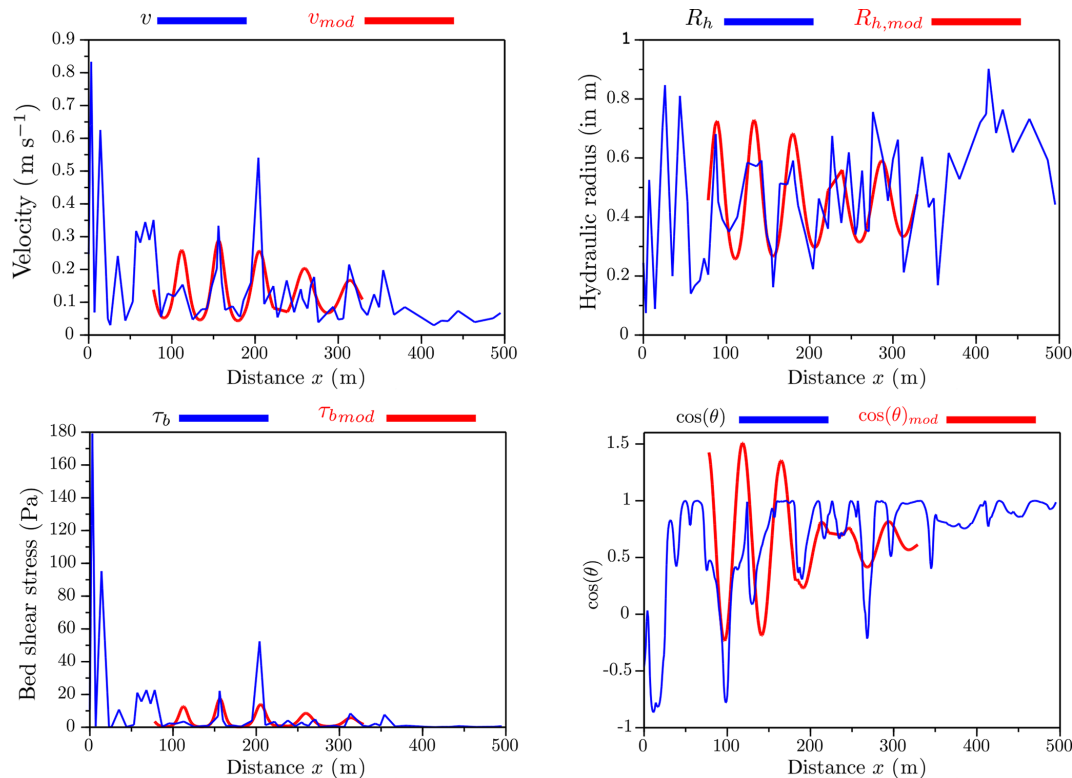 v v_mod
R_h R_h,mod
Velocity ( m s⁻¹)
0.9
0.8
0.7
0.6
0.5
0.4
0.3
0.2
0.1
0
0 100 200 300 400 500
Distance x (m)
Hydraulic radius (in m)
1
0.8
0.6
0.4
0.2
0
0 100 200 300 400 500
Distance x (m)
τ_b τ_bmod
Bed shear stress (Pa)
180
160
140
120
100
80
60
40
20
0
0 100 200 300 400 500
Distance x (m)
cos(θ) cos(θ)_mod
cos(θ)
1.5
1
0.5
0
-0.5
-1
0 100 200 300 400 500
Distance x (m)